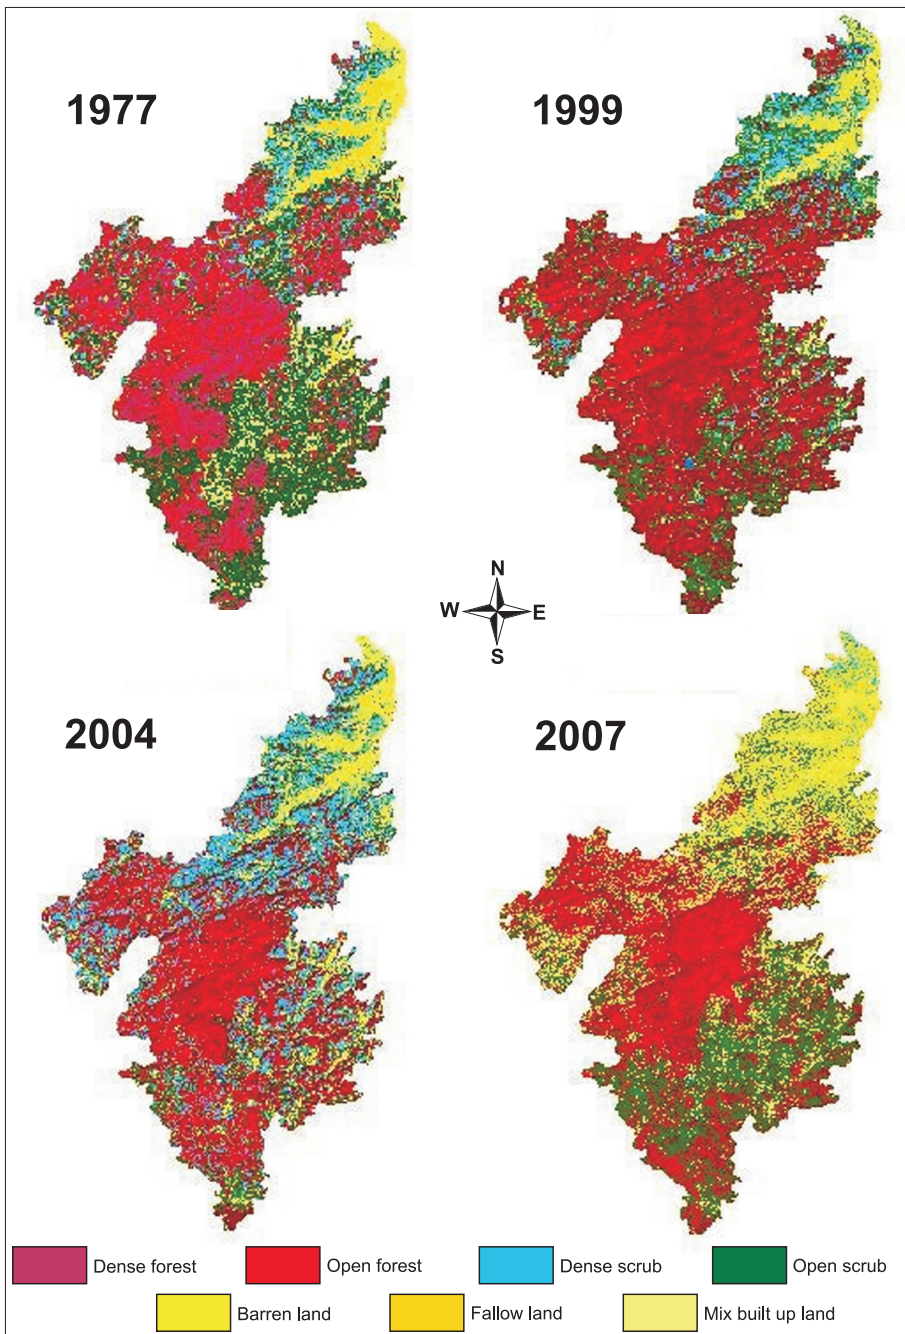 1977
1999
N
W E
S
2004
2007
Dense forest Open forest Dense scrub Open scrub
Barren land Fallow land Mix built up land